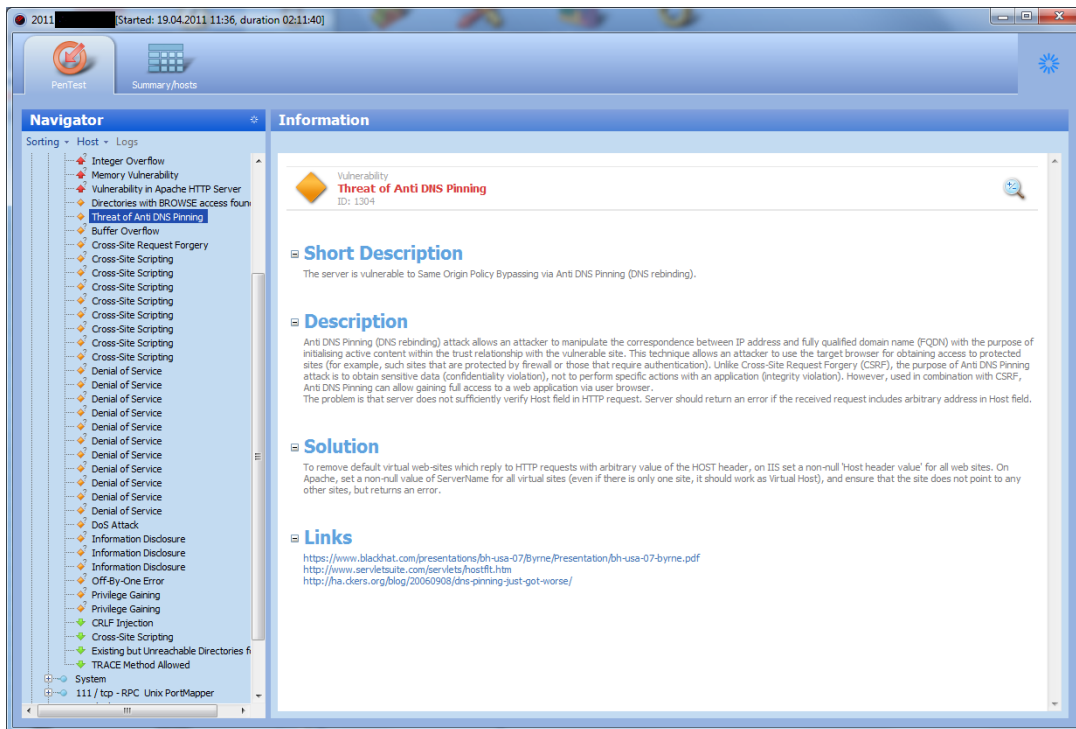 2011 [Started: 19.04.2011 11:36, duration 02:11:40]
PenTest
Summary/hosts
Navigator
Sorting
Host
Logs
Integer Overflow
Memory Vulnerability
Vulnerability in Apache HTTP Server
Directories with BROWSE access foun
Threat of Anti DNS Pinning
Buffer Overflow
Cross-Site Request Forgery
Cross-Site Scripting
Cross-Site Scripting
Cross-Site Scripting
Cross-Site Scripting
Cross-Site Scripting
Cross-Site Scripting
Cross-Site Scripting
Cross-Site Scripting
Denial of Service
Denial of Service
Denial of Service
Denial of Service
Denial of Service
Denial of Service
Denial of Service
Denial of Service
Denial of Service
Denial of Service
Denial of Service
DoS Attack
Information Disclosure
Information Disclosure
Information Disclosure
Off-By-One Error
Privilege Gaining
Privilege Gaining
CRLF Injection
Cross-Site Scripting
Existing but Unreachable Directories f
TRACE Method Allowed
System
111 / tcp - RPC Unix PortMapper
Information
Vulnerability
Threat of Anti DNS Pinning
ID: 1304
Short Description
The server is vulnerable to Same Origin Policy Bypassing via Anti DNS Pinning (DNS rebinding).
Description
Anti DNS Pinning (DNS rebinding) attack allows an attacker to manipulate the correspondence between IP address and fully qualified domain name (FQDN) with the purpose of
initialising active content within the trust relationship with the vulnerable site. This technique allows an attacker to use the target browser for obtaining access to protected
sites (for example, such sites that are protected by firewall or those that require authentication). Unlike Cross-Site Request Forgery (CSRF), the purpose of Anti DNS Pinning
attack is to obtain sensitive data (confidentiality violation), not to perform specific actions with an application (integrity violation). However, used in combination with CSRF,
Anti DNS Pinning can allow gaining full access to a web application via user browser.
The problem is that server does not sufficiently verify Host field in HTTP request. Server should return an error if the received request includes arbitrary address in Host field.
Solution
To remove default virtual web-sites which reply to HTTP requests with arbitrary value of the HOST header, on IIS set a non-null 'Host header value' for all web sites. On
Apache, set a non-null value of ServerName for all virtual sites (even if there is only one site, it should work as Virtual Host), and ensure that the site does not point to any
other sites, but returns an error.
Links
https://www.blackhat.com/presentations/bh-usa-07/Byrne/Presentation/bh-usa-07-byrne.pdf
http://www.servletsuite.com/servlets/hostflt.htm
http://ha.ckers.org/blog/20060908/dns-pinning-just-got-worse/